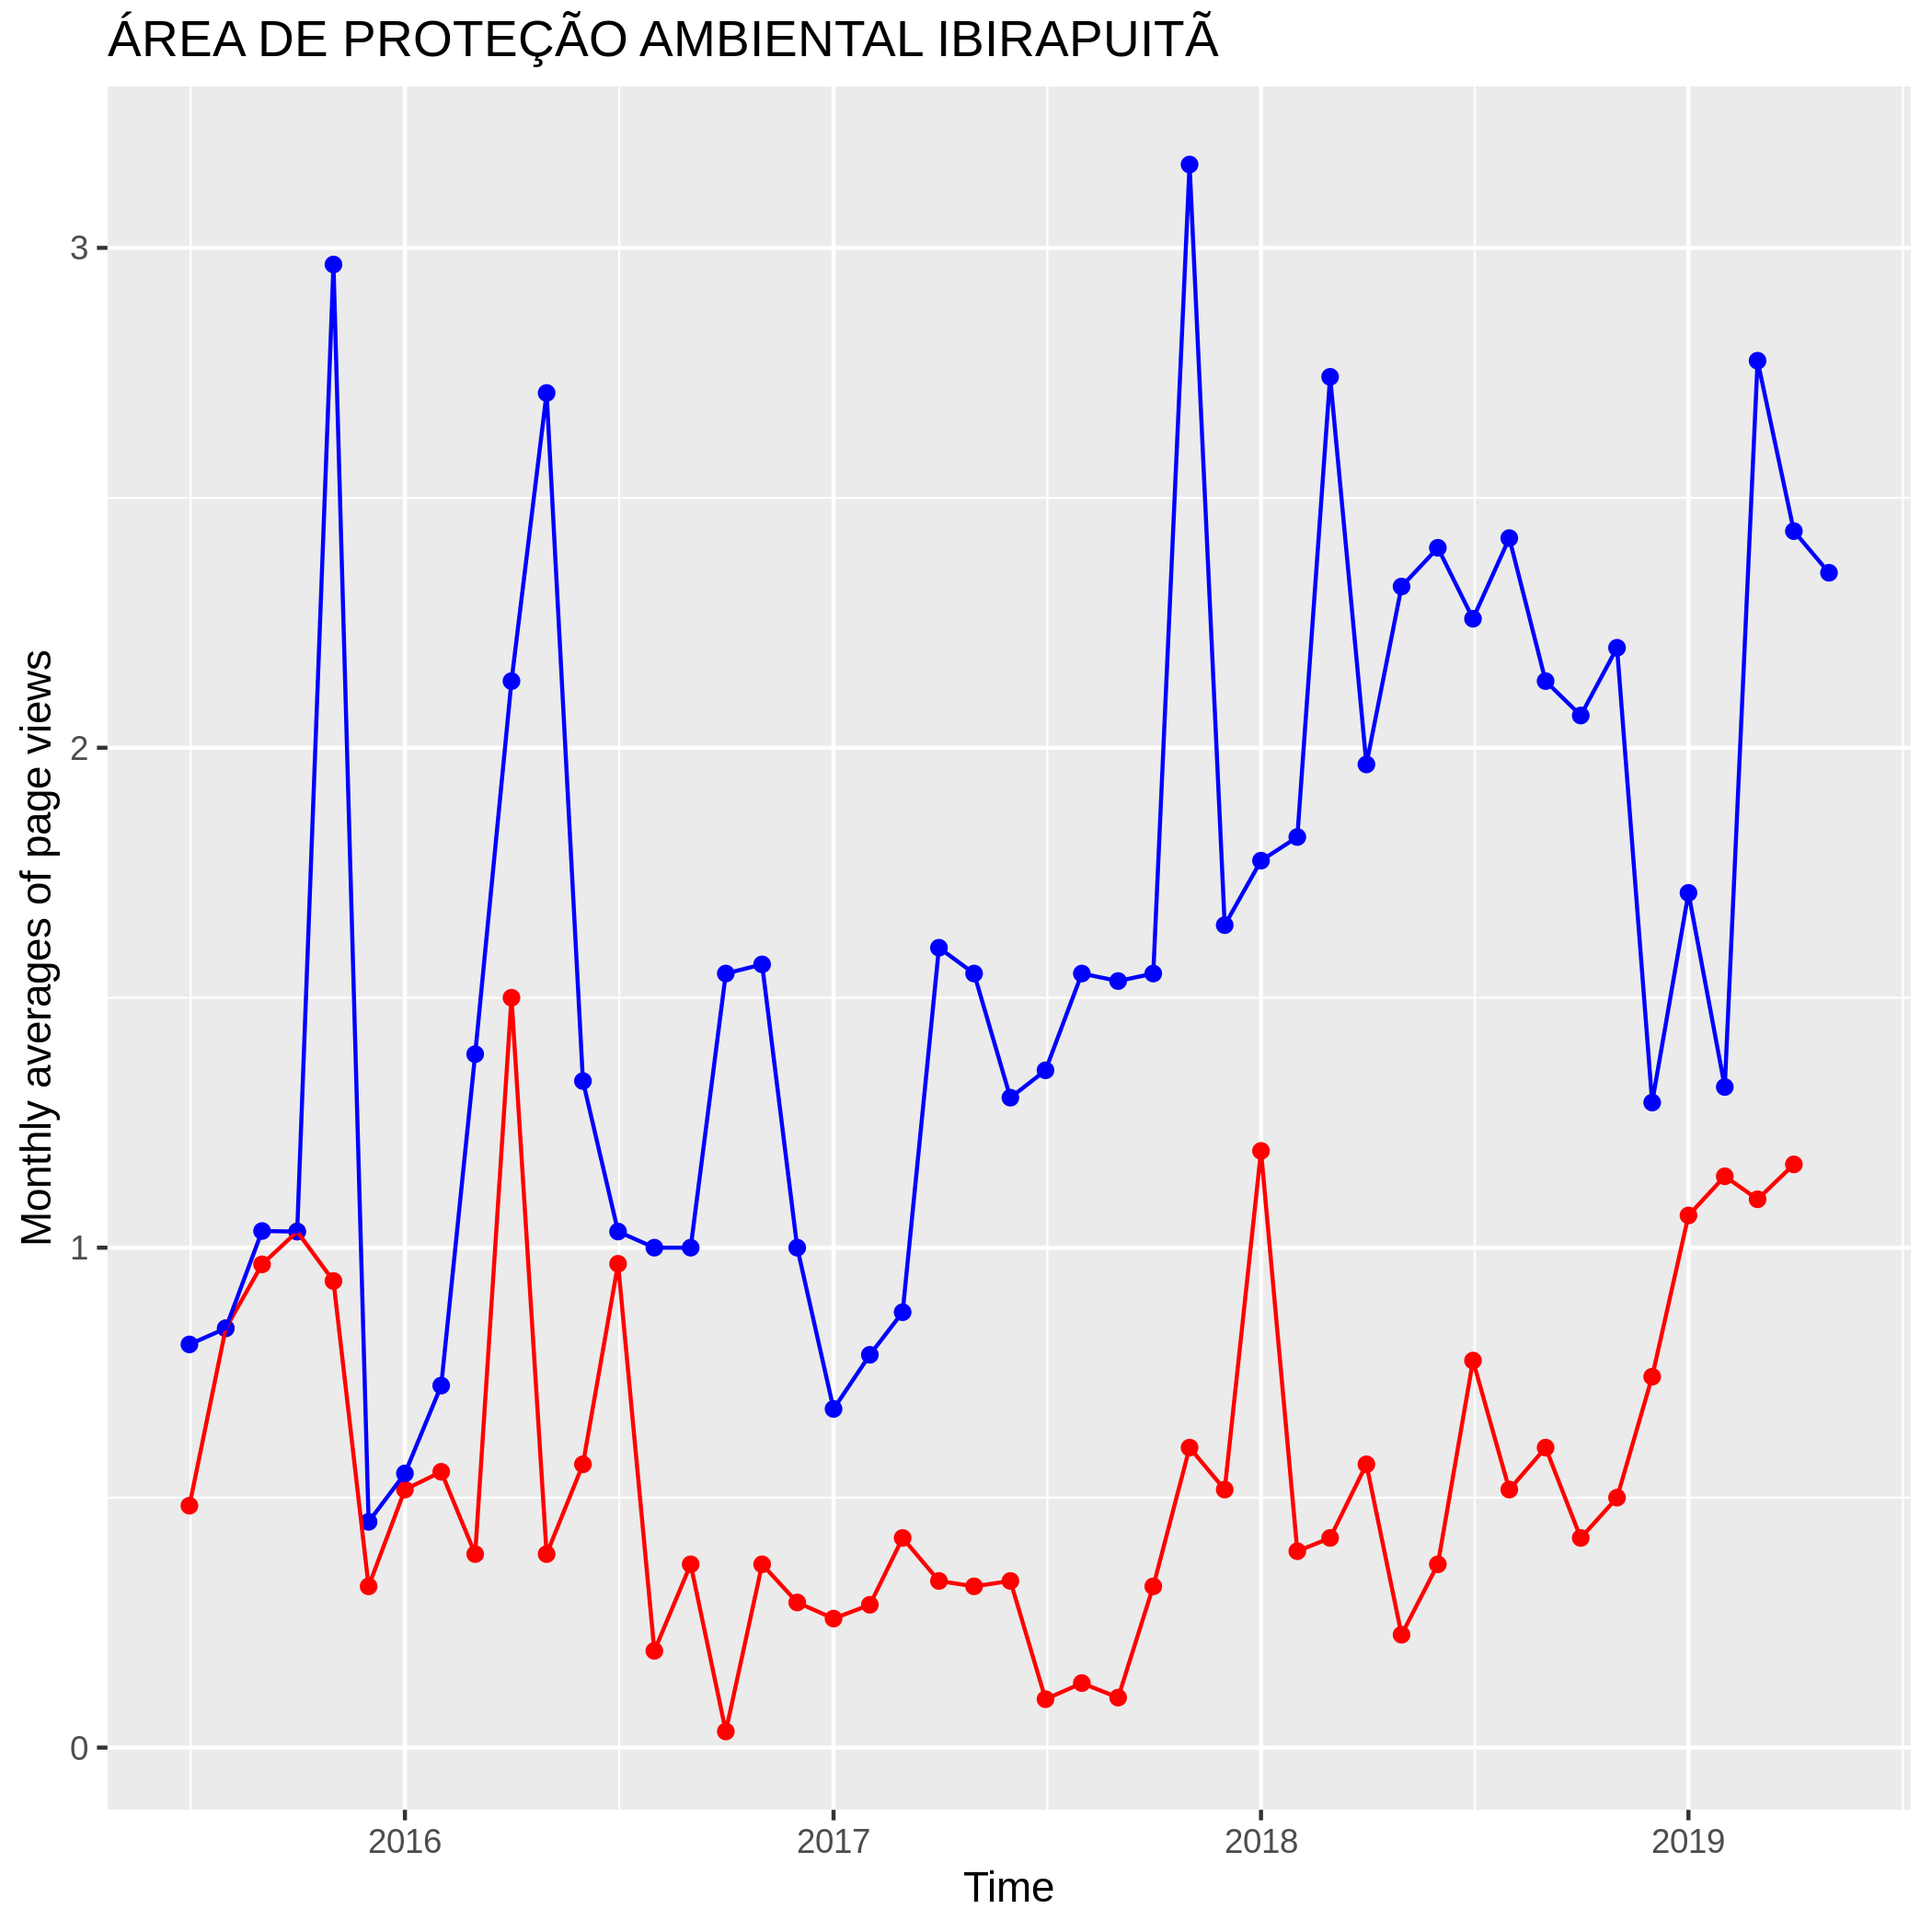 ÁREA DE PROTEÇÃO AMBIENTAL IBIRAPUITÃ
Monthly averages of page views
3
2
1
0
2016 2017 2018 2019
Time